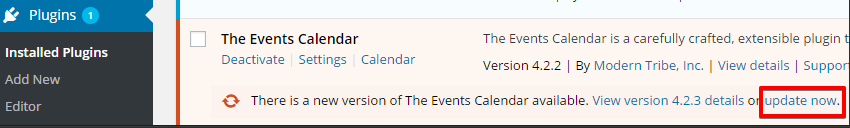 Plugins 1
Installed Plugins
Add New
Editor
The Events Calendar
Deactivate | Settings | Calendar
The Events Calendar is a carefully crafted, extensible plugin t
Version 4.2.2 | By Modern Tribe, Inc. | View details | Suppor
There is a new version of The Events Calendar available. View version 4.2.3 details or update now.